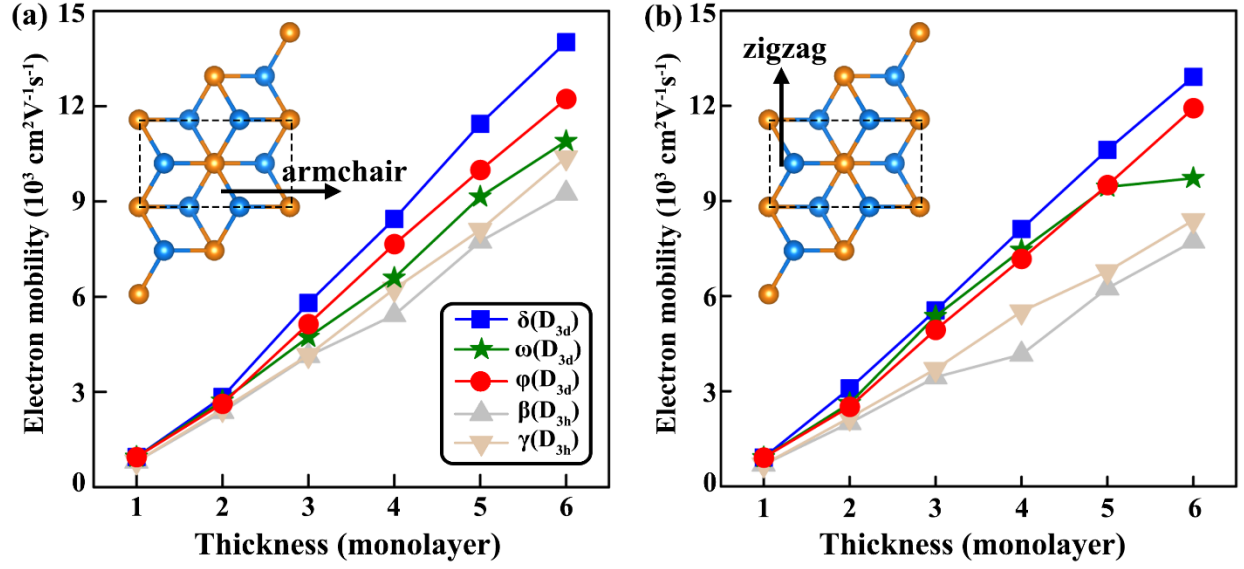 (a)
Electron mobility (10³ cm²V⁻¹s⁻¹)
15
12
9
6
3
0
armchair
δ(D₃d)
ω(D₃d)
φ(D₃d)
β(D₃h)
γ(D₃h)
1 2 3 4 5 6
Thickness (monolayer)
(b)
Electron mobility (10³ cm²V⁻¹s⁻¹)
15
12
9
6
3
0
zigzag
1 2 3 4 5 6
Thickness (monolayer)